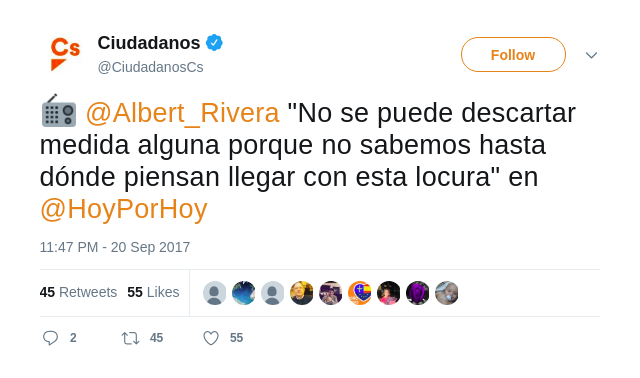 Cs
Ciudadanos
@CiudadanosCs
Follow
@Albert_Rivera "No se puede descartar
medida alguna porque no sabemos hasta
dónde piensan llegar con esta locura" en
@HoyPorHoy
11:47 PM - 20 Sep 2017
45 Retweets 55 Likes
2 45 55